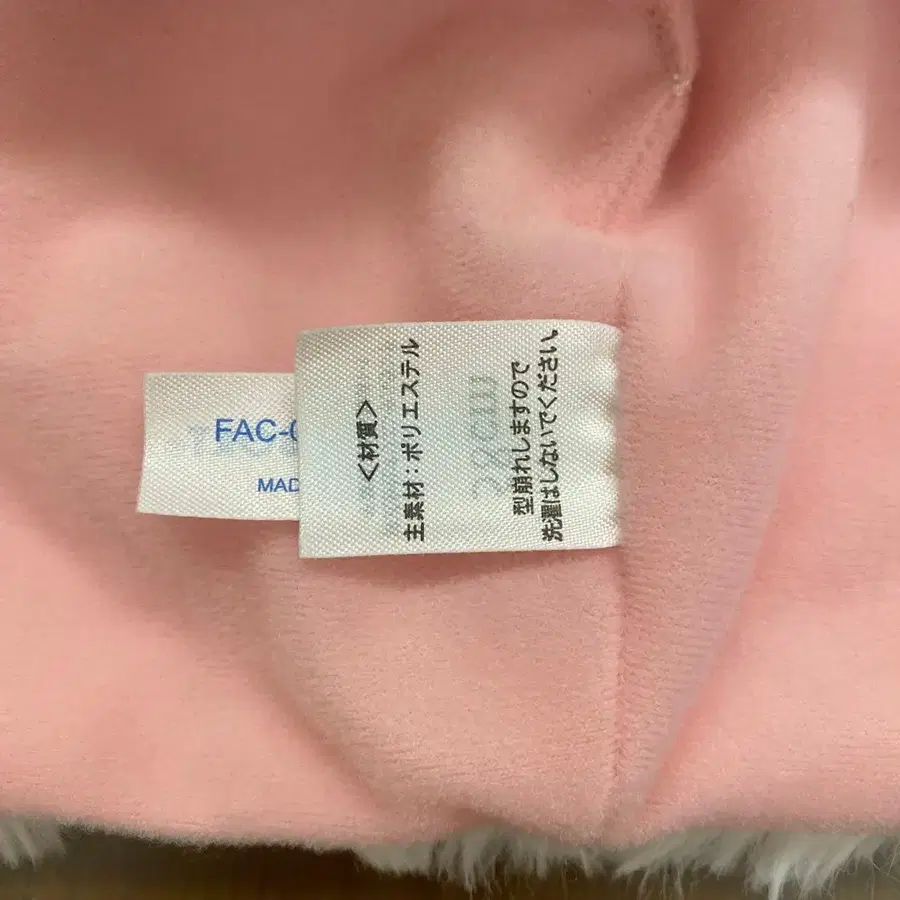 <材質>
主素材:ポリエステル
型崩れしますので
洗濯はしないでください。
FAC-
MAD